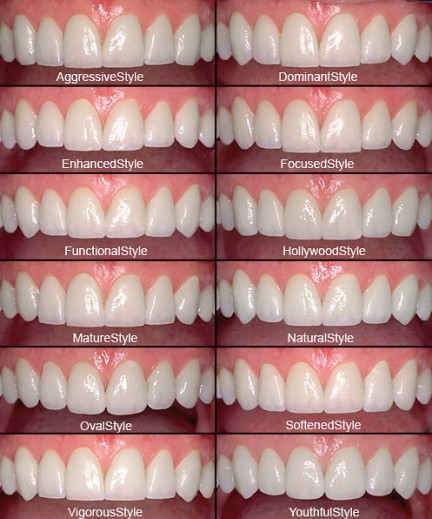 AggressiveStyle
DominantStyle
EnhancedStyle
FocusedStyle
FunctionalStyle
HollywoodStyle
MatureStyle
NaturalStyle
OvalStyle
SoftenedStyle
VigorousStyle
YouthfulStyle